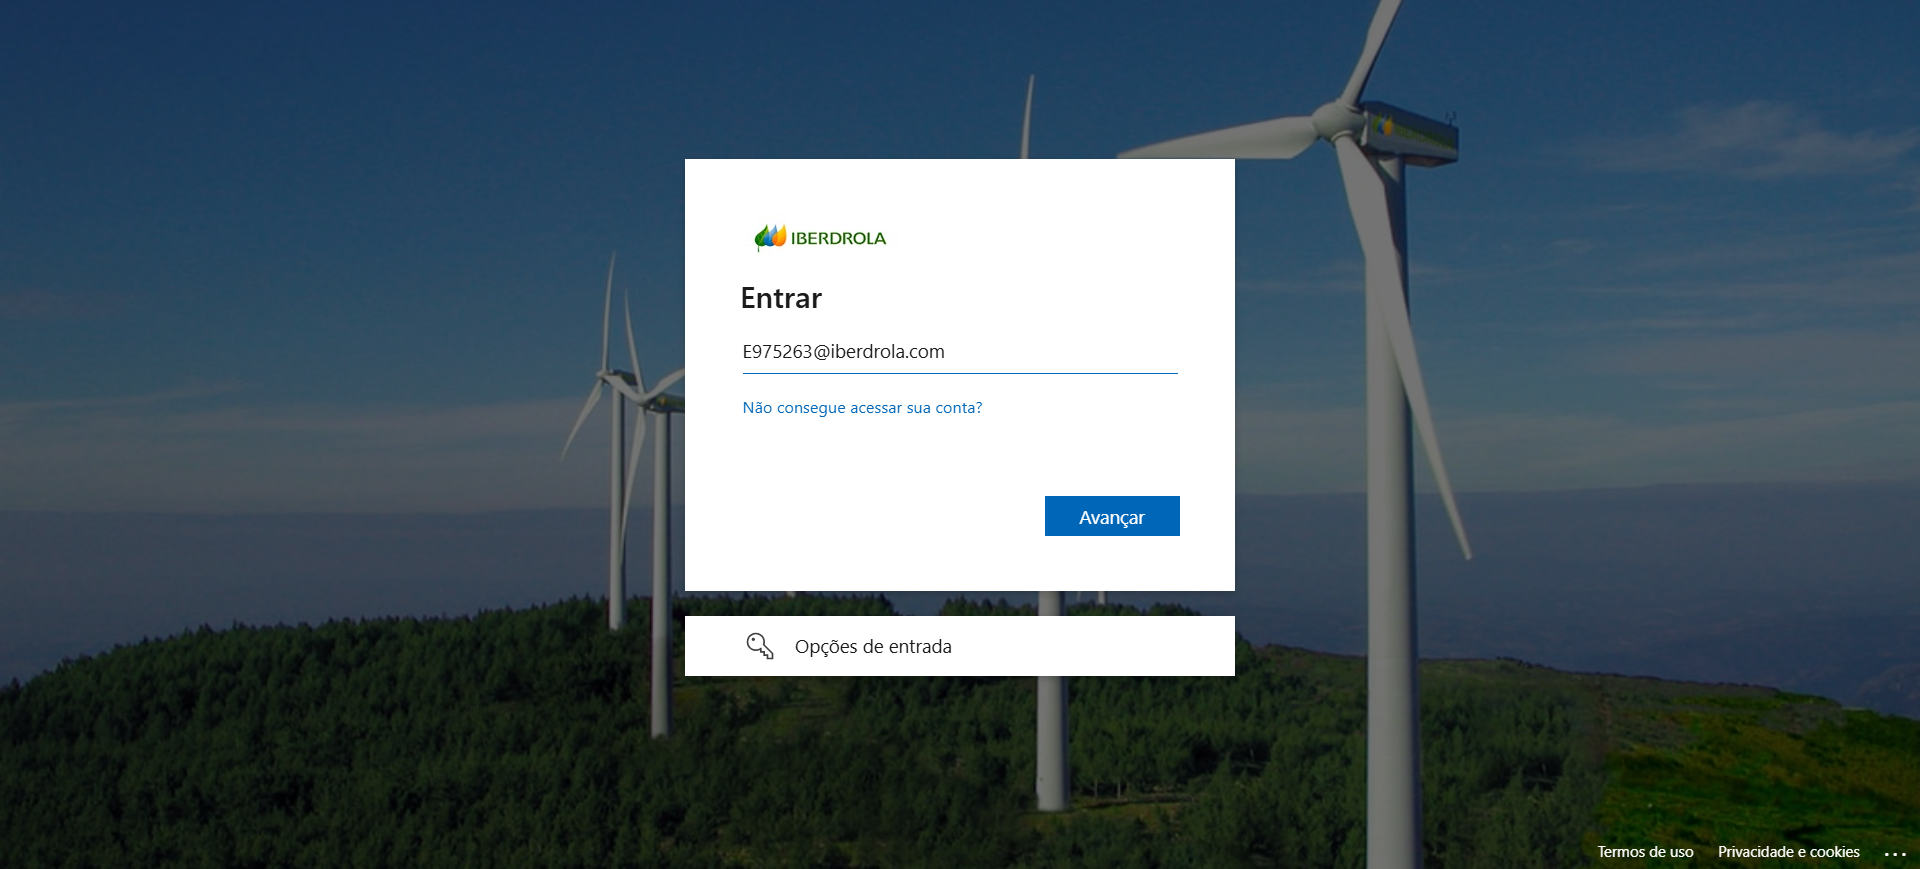 IBERDROLA
Entrar
E975263@iberdrola.com
Não consegue acessar sua conta?
Avançar
Opções de entrada
Termos de uso
Privacidade e cookies
...